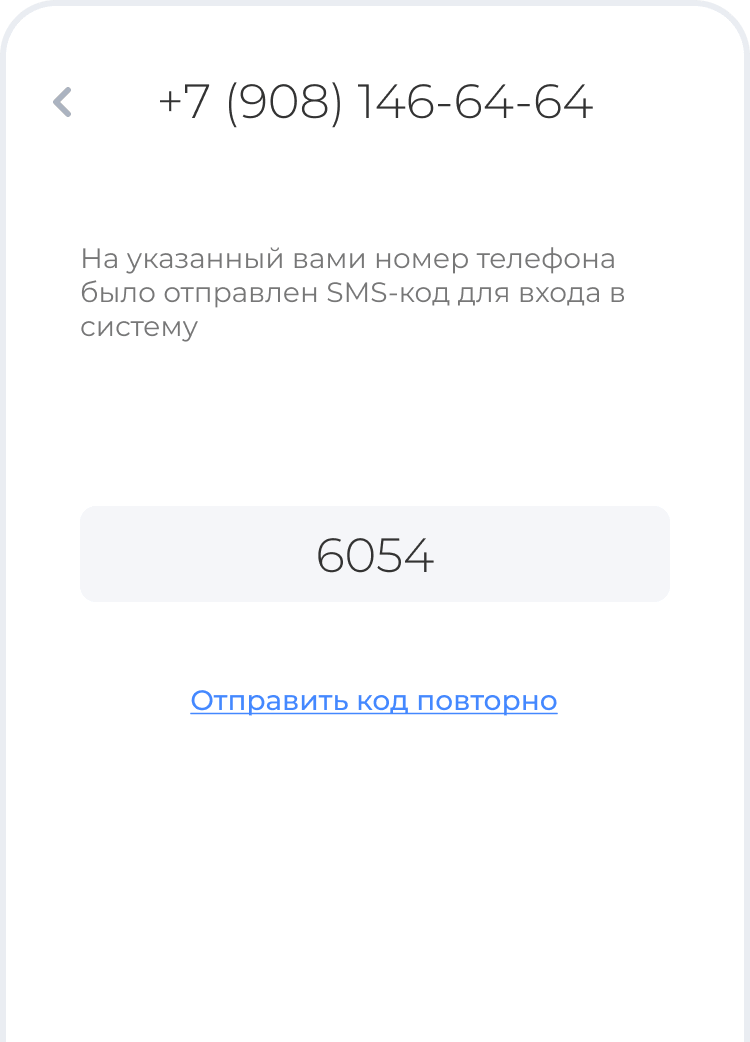 +7 (908) 146-64-64
На указанный вами номер телефона
было отправлен SMS-код для входа в
систему
6054
Отправить код повторно